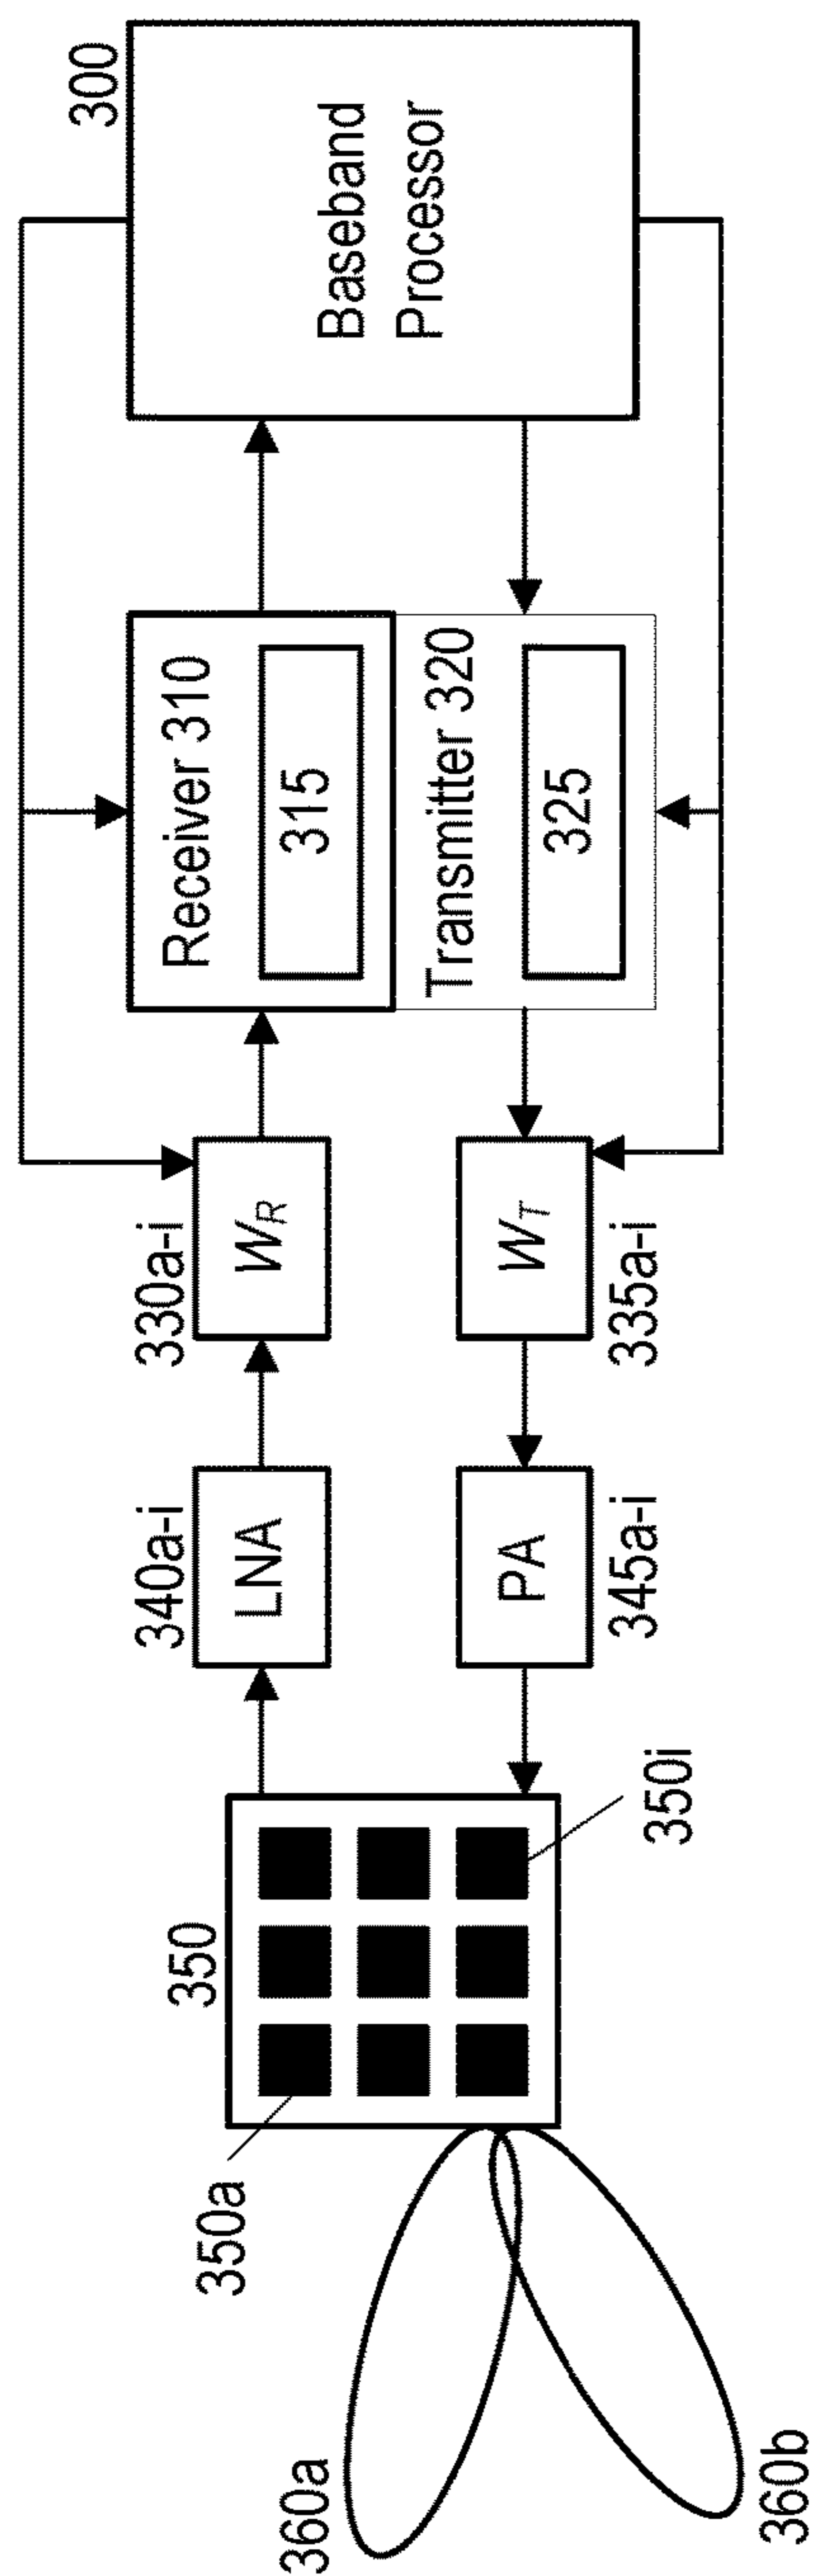 300
Baseband
Processor
Receiver 310
315
Transmitter 320
325
330a-i
W_R
335a-i
W_T
340a-i
LNA
345a-i
PA
350
350a
350i
360a
360b